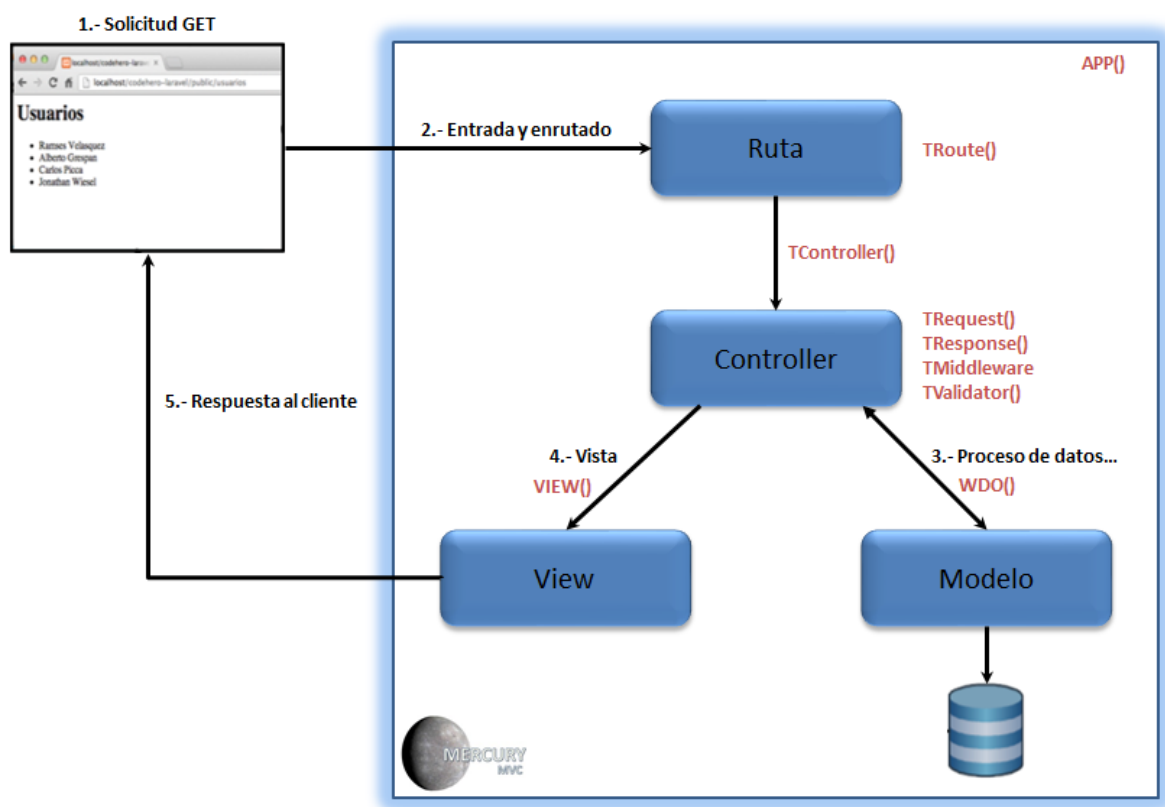 1.- Solicitud GET
localhost/codehero-larav
localhost/codehero-laravel/public/usuarios
Usuarios
Ramses Velasquez
Alberto Grespan
Carlos Picca
Jonathan Wiesel
APP()
2.- Entrada y enrutado
Ruta
TRoute()
TController()
Controller
TRequest()
TResponse()
TMiddleware
TValidator()
5.- Respuesta al cliente
4.- Vista
VIEW()
3.- Proceso de datos...
WDO()
View
Modelo
MERCURY
MVC